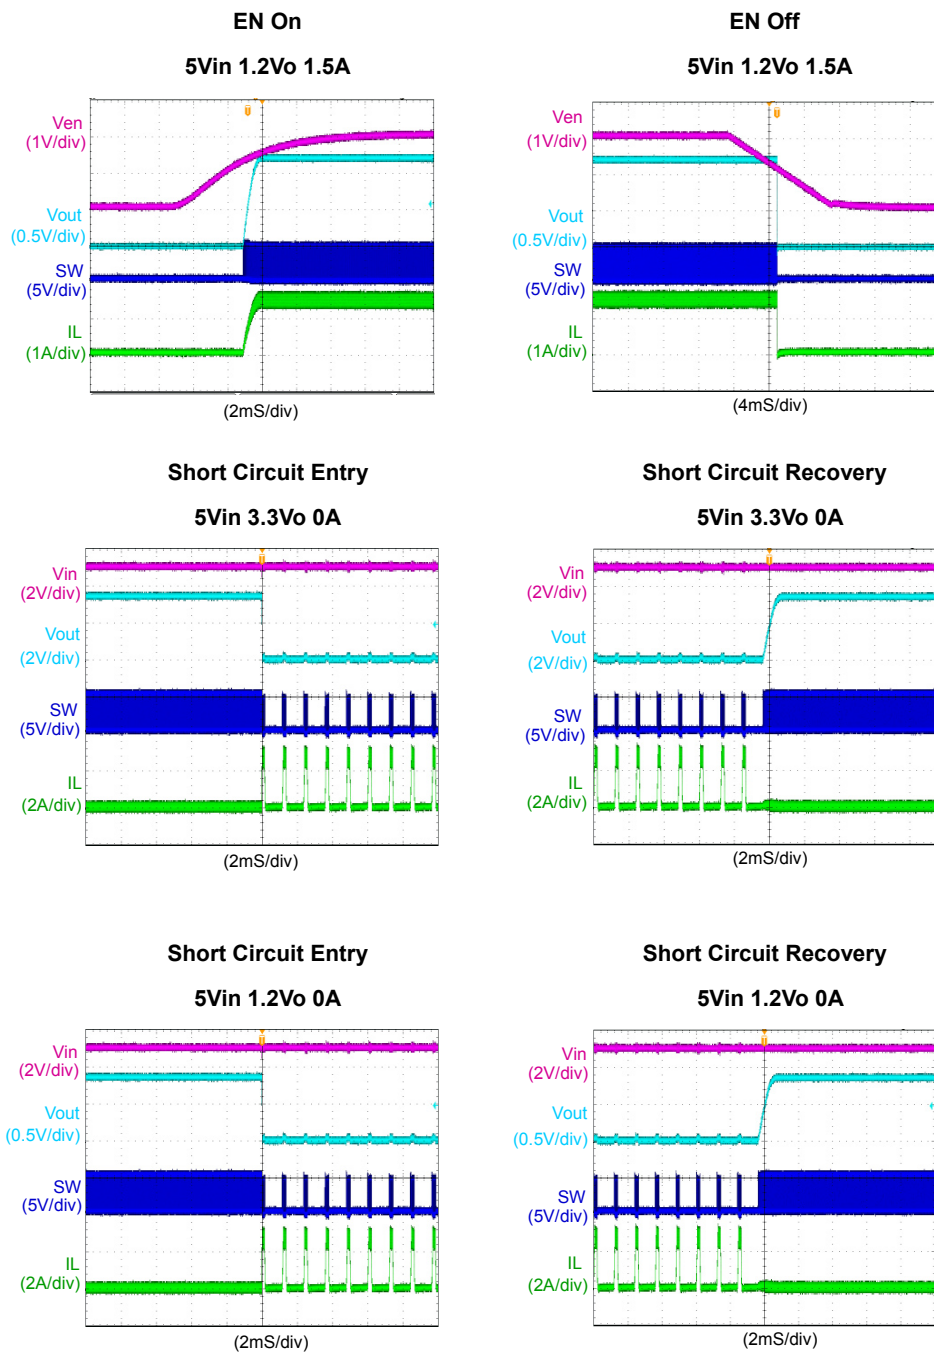 EN On
5Vin 1.2Vo 1.5A
Ven
(1V/div)
Vout
(0.5V/div)
SW
(5V/div)
IL
(1A/div)
(2mS/div)
EN Off
5Vin 1.2Vo 1.5A
Ven
(1V/div)
Vout
(0.5V/div)
SW
(5V/div)
IL
(1A/div)
(4mS/div)
Short Circuit Entry
5Vin 3.3Vo 0A
Vin
(2V/div)
Vout
(2V/div)
SW
(5V/div)
IL
(2A/div)
(2mS/div)
Short Circuit Recovery
5Vin 3.3Vo 0A
Vin
(2V/div)
Vout
(2V/div)
SW
(5V/div)
IL
(2A/div)
(2mS/div)
Short Circuit Entry
5Vin 1.2Vo 0A
Vin
(2V/div)
Vout
(0.5V/div)
SW
(5V/div)
IL
(2A/div)
(2mS/div)
Short Circuit Recovery
5Vin 1.2Vo 0A
Vin
(2V/div)
Vout
(0.5V/div)
SW
(5V/div)
IL
(2A/div)
(2mS/div)